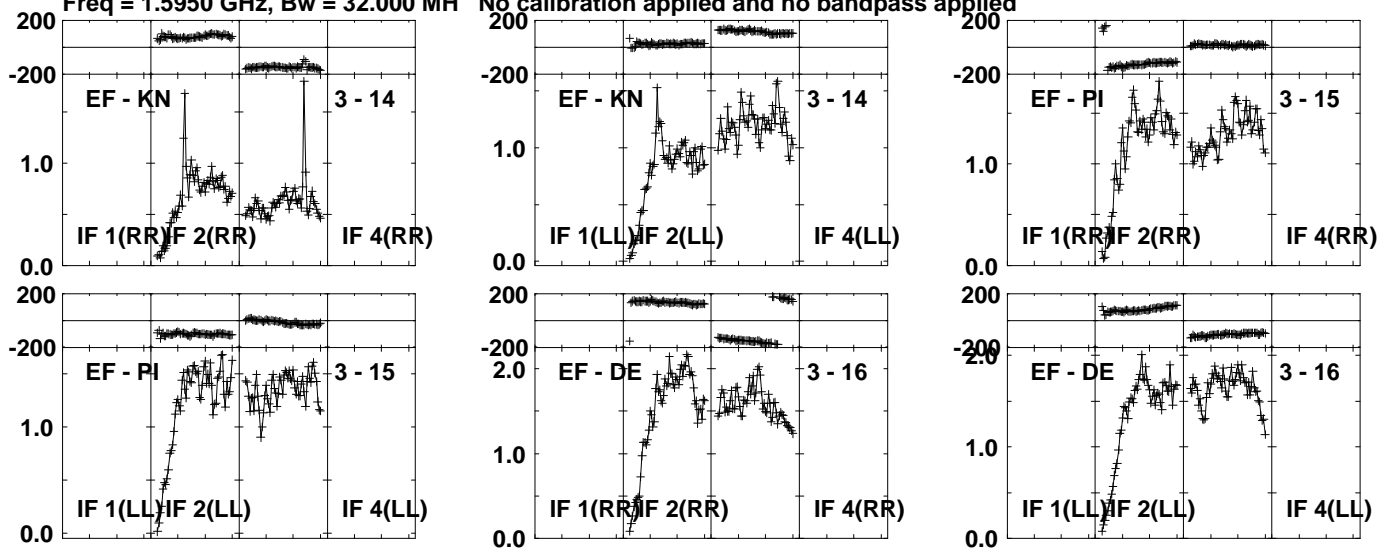 Freq = 1.5950 GHz, Bw = 32.000 MH   No calibration applied and no bandpass applied
200 200 200
-200 -200 -200
EF - KN 3 - 14 EF - KN 3 - 14 EF - PI 3 - 15
1.0 1.0 1.0
IF 1(RR) IF 2(RR) IF 4(RR) IF 1(LL) IF 2(LL) IF 4(LL) IF 1(RR) IF 2(RR) IF 4(RR)
0.0 0.0 0.0
200 200 200
-200 -200 -200
2.0
EF - PI 3 - 15 EF - DE 3 - 16 EF - DE 3 - 16
2.0
1.0 1.0 1.0
IF 1(LL) IF 2(LL) IF 4(LL) IF 1(RR) IF 2(RR) IF 4(RR) IF 1(LL) IF 2(LL) IF 4(LL)
0.0 0.0 0.0